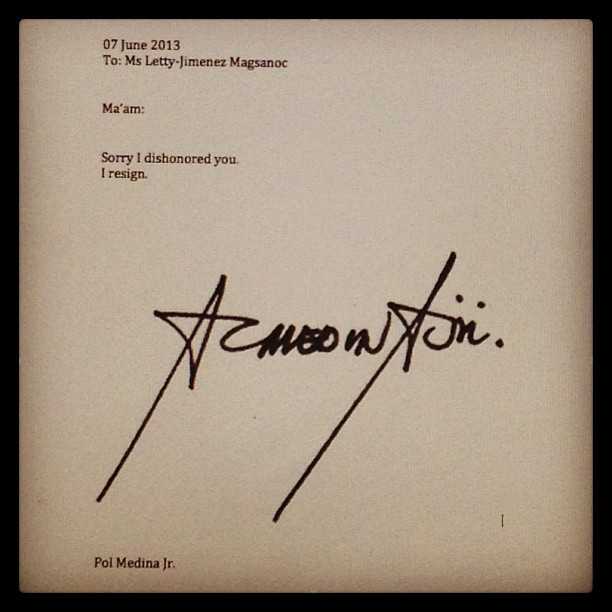 07 June 2013
To: Ms Letty-Jimenez Magsanoc
Ma'am:
Sorry I dishonored you.
I resign.
Pol Medina Jr.